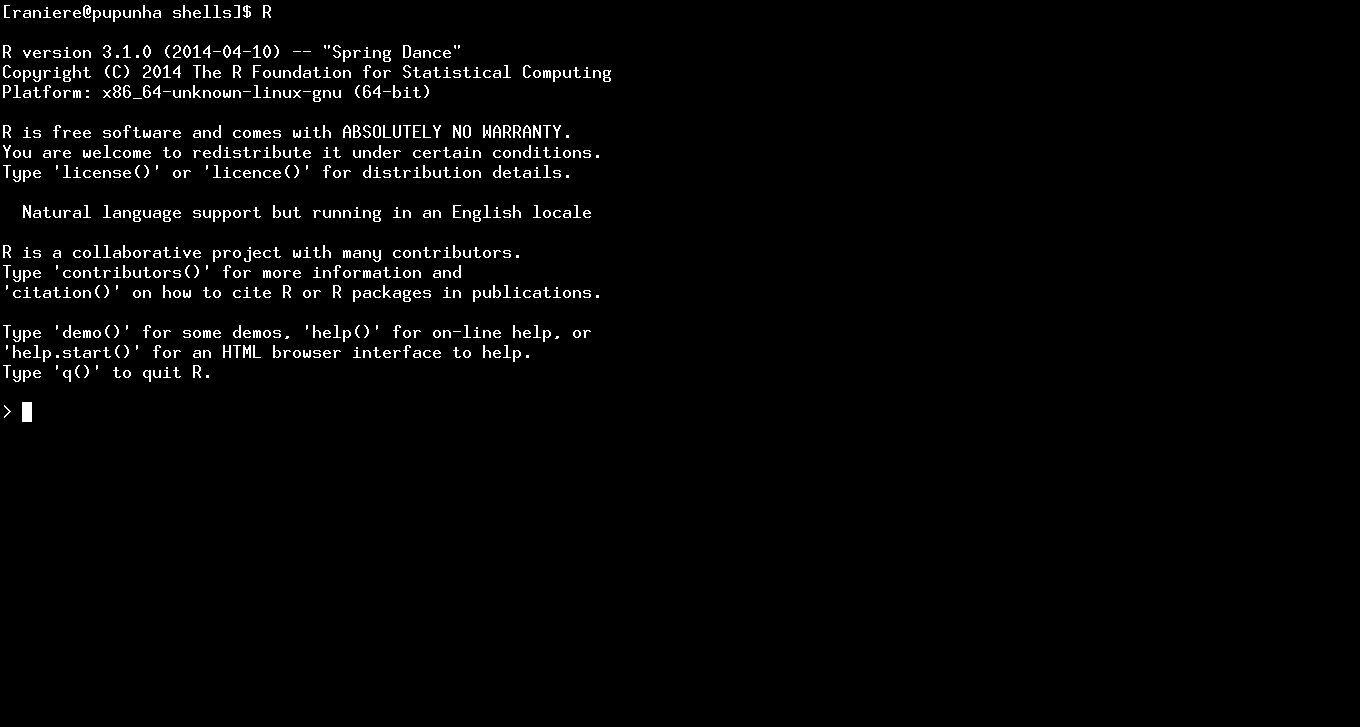 [raniere@pupunha shells]$ R
R version 3.1.0 (2014-04-10) -- "Spring Dance"
Copyright (C) 2014 The R Foundation for Statistical Computing
Platform: x86_64-unknown-linux-gnu (64-bit)
R is free software and comes with ABSOLUTELY NO WARRANTY.
You are welcome to redistribute it under certain conditions.
Type 'license()' or 'licence()' for distribution details.
Natural language support but running in an English locale
R is a collaborative project with many contributors.
Type 'contributors()' for more information and
'citation()' on how to cite R or R packages in publications.
Type 'demo()' for some demos, 'help()' for on-line help, or
'help.start()' for an HTML browser interface to help.
Type 'q()' to quit R.
>